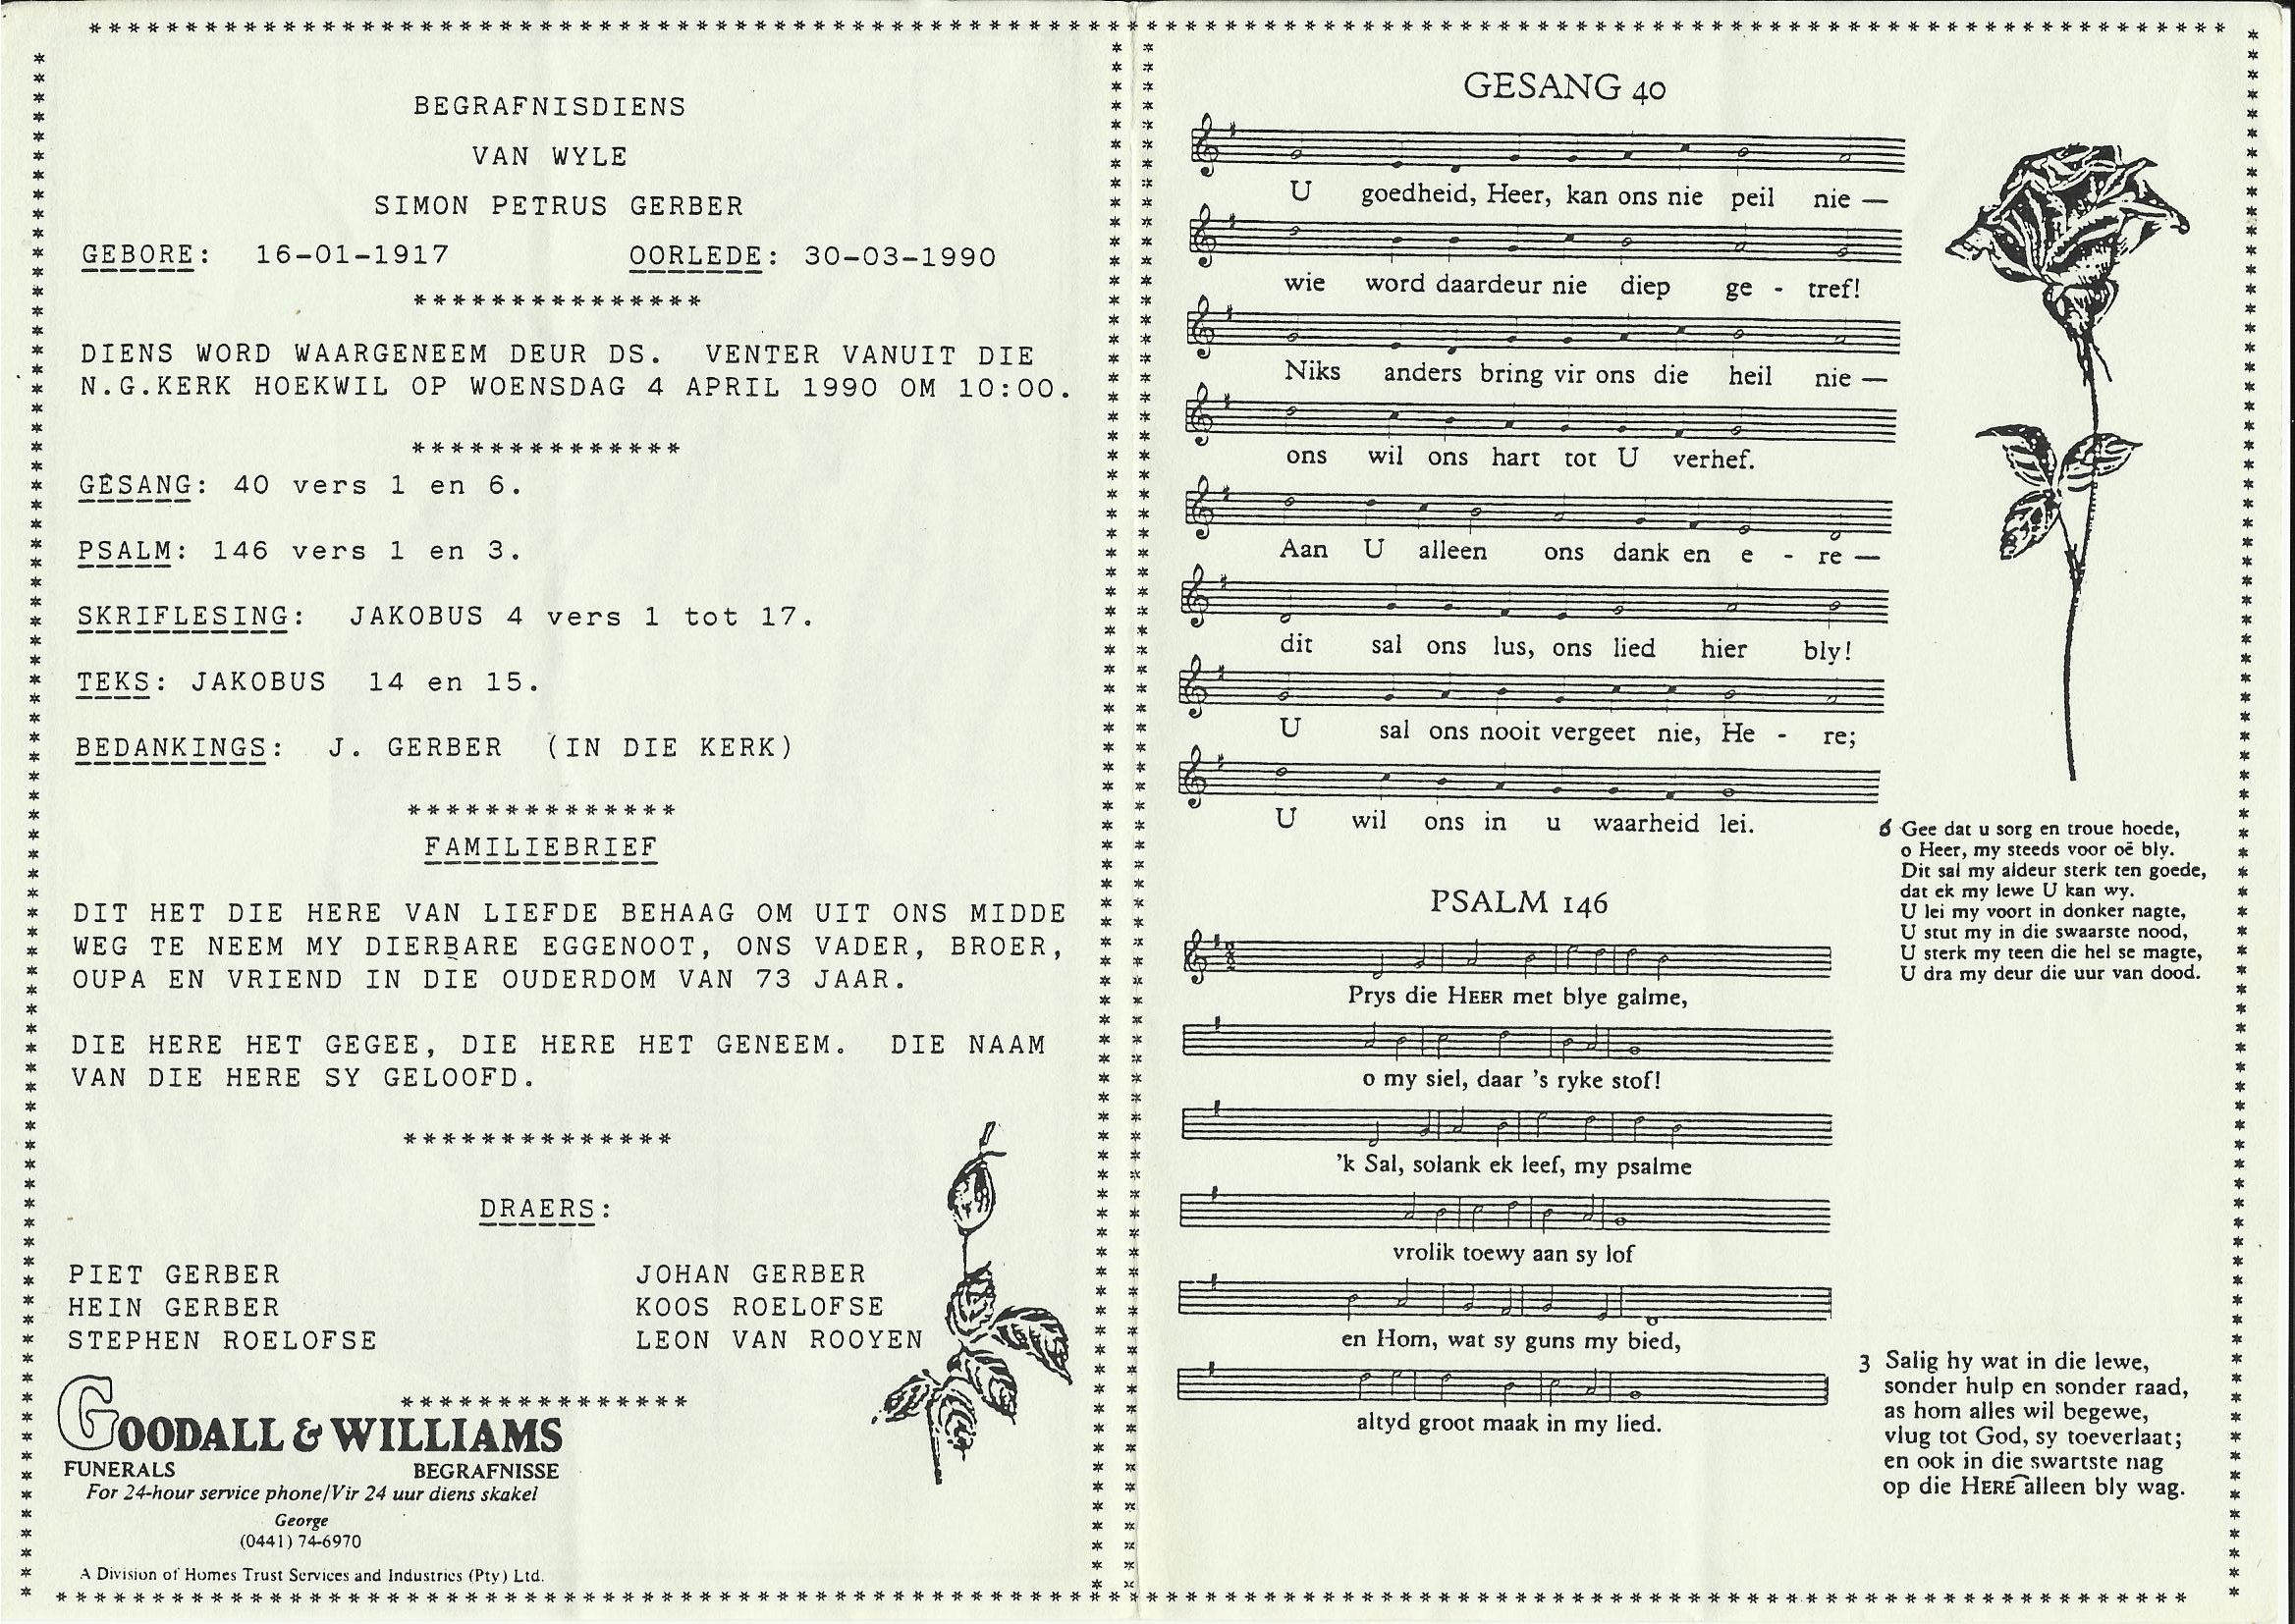 BEGRAFNISDIENS
VAN WYLE
SIMON PETRUS GERBER
GEBORE: 16-01-1917 OORLEDE: 30-03-1990
***************
DIENS WORD WAARGENEEM DEUR DS. VENTER VANUIT DIE
N.G.KERK HOEKWIL OP WOENSDAG 4 APRIL 1990 OM 10:00.
**************
GESANG: 40 vers 1 en 6.
PSALM: 146 vers 1 en 3.
SKRIFLESING: JAKOBUS 4 vers 1 tot 17.
TEKS: JAKOBUS 14 en 15.
BEDANKINGS: J. GERBER (IN DIE KERK)
**************
FAMILIEBRIEF
DIT HET DIE HERE VAN LIEFDE BEHAAG OM UIT ONS MIDDE
WEG TE NEEM MY DIERBARE EGGENOOT, ONS VADER, BROER,
OUPA EN VRIEND IN DIE OUDERDOM VAN 73 JAAR.
DIE HERE HET GEGEE, DIE HERE HET GENEEM. DIE NAAM
VAN DIE HERE SY GELOOFD.
**************
DRAERS:
PIET GERBER JOHAN GERBER
HEIN GERBER KOOS ROELOFSE
STEPHEN ROELOFSE LEON VAN ROOYEN
***************
GOODALL & WILLIAMS
FUNERALS BEGRAFNISSE
For 24-hour service phone/Vir 24 uur diens skakel
George
(0441) 74-6970
A Division of Homes Trust Services and Industries (Pty) Ltd.
GESANG 40
U goedheid, Heer, kan ons nie peil nie —
wie word daardeur nie diep ge - tref!
Niks anders bring vir ons die heil nie —
ons wil ons hart tot U verhef.
Aan U alleen ons dank en e - re —
dit sal ons lus, ons lied hier bly!
U sal ons nooit vergeet nie, He - re;
U wil ons in u waarheid lei.
6 Gee dat u sorg en troue hoede,
o Heer, my steeds voor oë bly.
Dit sal my aldeur sterk ten goede,
dat ek my lewe U kan wy.
U lei my voort in donker nagte,
U stut my in die swaarste nood,
U sterk my teen die hel se magte,
U dra my deur die uur van dood.
PSALM 146
Prys die HEER met blye galme,
o my siel, daar 's ryke stof!
'k Sal, solank ek leef, my psalme
vrolik toewy aan sy lof
en Hom, wat sy guns my bied,
altyd groot maak in my lied.
3 Salig hy wat in die lewe,
sonder hulp en sonder raad,
as hom alles wil begewe,
vlug tot God, sy toeverlaat;
en ook in die swartste nag
op die HERE alleen bly wag.